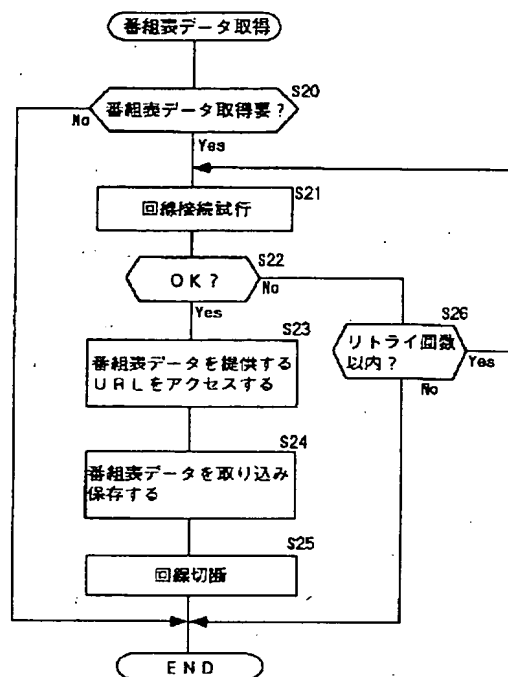 番組表データ取得
S20
番組表データ取得要?
No
Yes
S21
回線接続試行
S22
OK?
No
Yes
S26
リトライ回数
以内?
Yes
No
S23
番組表データを提供する
URLをアクセスする
S24
番組表データを取り込み
保存する
S25
回線切断
END